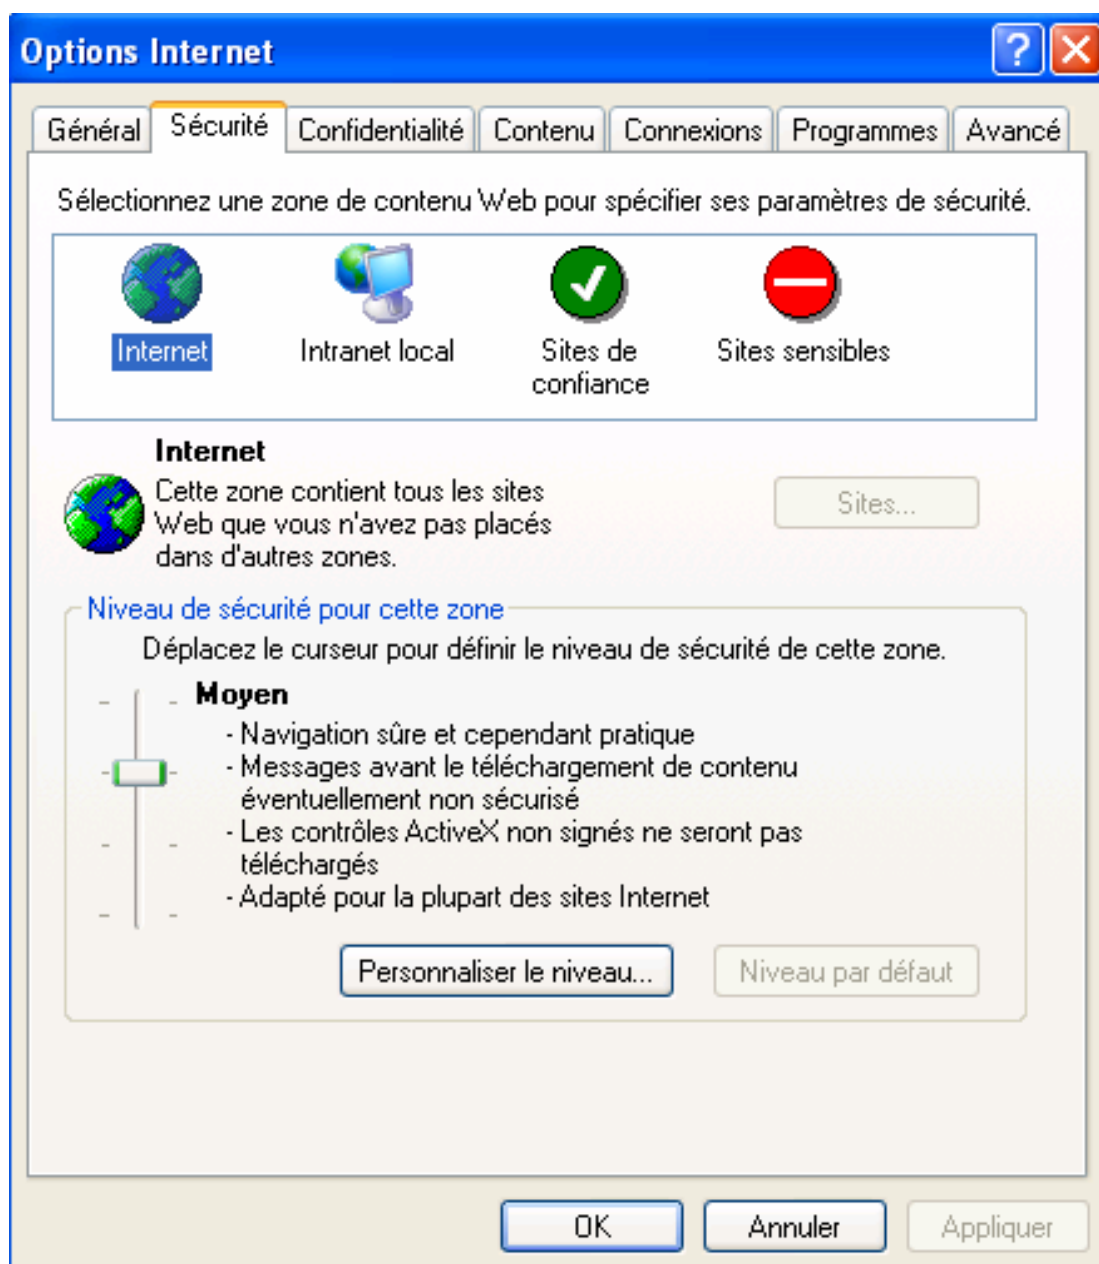 Options Internet
Général Sécurité Confidentialité Contenu Connexions Programmes Avancé
Sélectionnez une zone de contenu Web pour spécifier ses paramètres de sécurité.
Internet Intranet local Sites de confiance Sites sensibles
Internet
Cette zone contient tous les sites
Web que vous n'avez pas placés
dans d'autres zones.
Sites...
Niveau de sécurité pour cette zone
Déplacez le curseur pour définir le niveau de sécurité de cette zone.
Moyen
- Navigation sûre et cependant pratique
- Messages avant le téléchargement de contenu
éventuellement non sécurisé
- Les contrôles ActiveX non signés ne seront pas
téléchargés
- Adapté pour la plupart des sites Internet
Personnaliser le niveau... Niveau par défaut
OK Annuler Appliquer